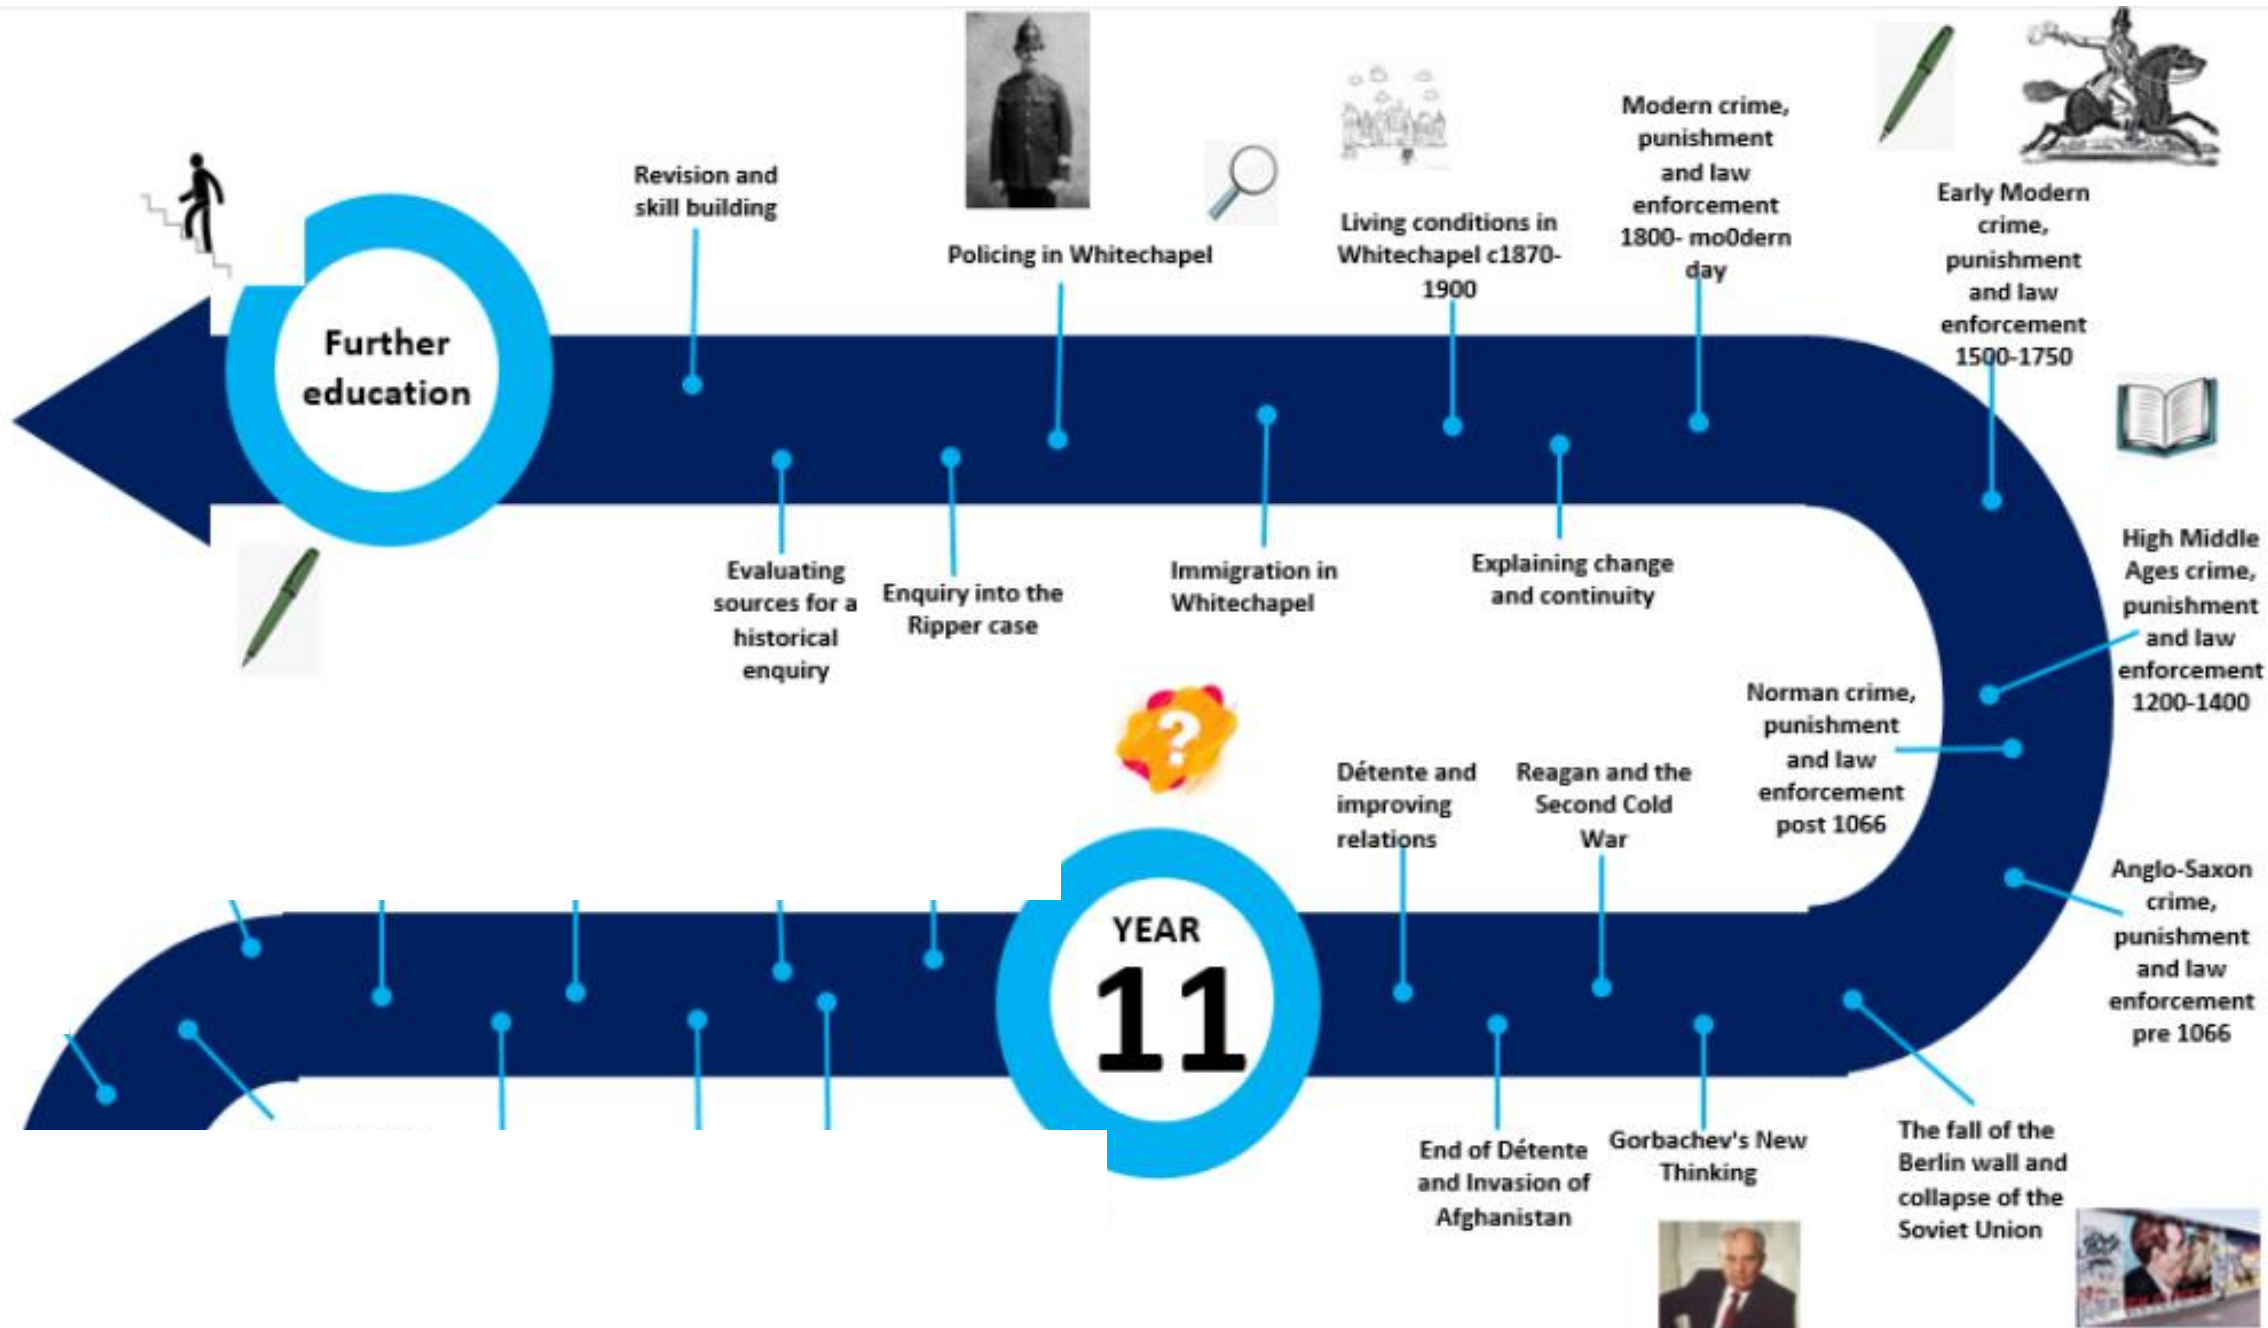 Revision and
skill building
Policing in Whitechapel
Living conditions in
Whitechapel c1870-
1900
Modern crime,
punishment
and law
enforcement
1800- mo0dern
day
Early Modern
crime,
punishment
and law
enforcement
1500-1750
Further
education
Evaluating
sources for a
historical
enquiry
Enquiry into the
Ripper case
Immigration in
Whitechapel
Explaining change
and continuity
High Middle
Ages crime,
punishment
and law
enforcement
1200-1400
Norman crime,
punishment
and law
enforcement
post 1066
Détente and
improving
relations
Reagan and the
Second Cold
War
Anglo-Saxon
crime,
punishment
and law
enforcement
pre 1066
YEAR
11
End of Détente
and Invasion of
Afghanistan
Gorbachev's New
Thinking
The fall of the
Berlin wall and
collapse of the
Soviet Union